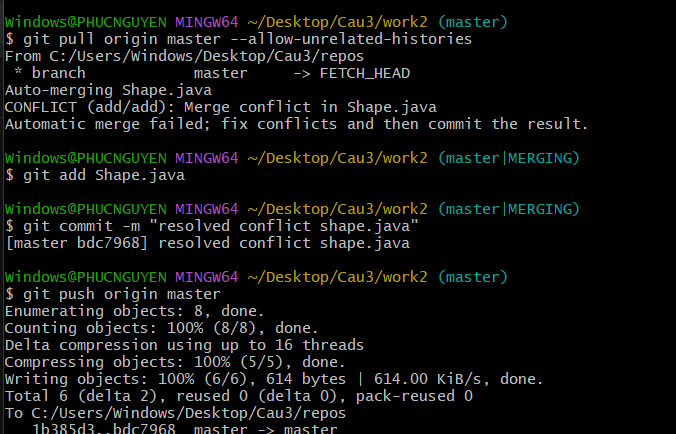 Windows@PHUCNGUYEN MINGW64 ~/Desktop/Cau3/work2 (master)
$ git pull origin master --allow-unrelated-histories
From C:/Users/Windows/Desktop/Cau3/repos
 * branch            master     -> FETCH_HEAD
Auto-merging Shape.java
CONFLICT (add/add): Merge conflict in Shape.java
Automatic merge failed; fix conflicts and then commit the result.
Windows@PHUCNGUYEN MINGW64 ~/Desktop/Cau3/work2 (master|MERGING)
$ git add Shape.java
Windows@PHUCNGUYEN MINGW64 ~/Desktop/Cau3/work2 (master|MERGING)
$ git commit -m "resolved conflict shape.java"
[master bdc7968] resolved conflict shape.java
Windows@PHUCNGUYEN MINGW64 ~/Desktop/Cau3/work2 (master)
$ git push origin master
Enumerating objects: 8, done.
Counting objects: 100% (8/8), done.
Delta compression using up to 16 threads
Compressing objects: 100% (5/5), done.
Writing objects: 100% (6/6), 614 bytes | 614.00 KiB/s, done.
Total 6 (delta 2), reused 0 (delta 0), pack-reused 0
To C:/Users/Windows/Desktop/Cau3/repos
   1b385d3..bdc7968  master -> master